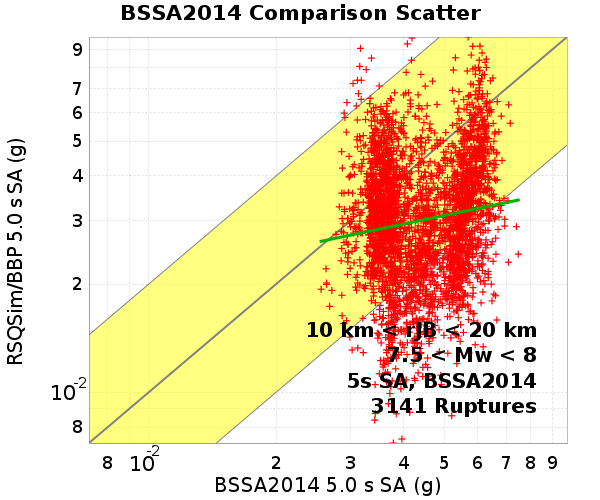 BSSA2014 Comparison Scatter
RSQSim/BBP 5.0 s SA (g)
9
7
6
5
4
3
2
10-2
8
10 km < rJB < 20 km
7.5 < Mw < 8
5s SA, BSSA2014
3141 Ruptures
8 10-2 2 3 4 5 6 7 8 9
BSSA2014 5.0 s SA (g)